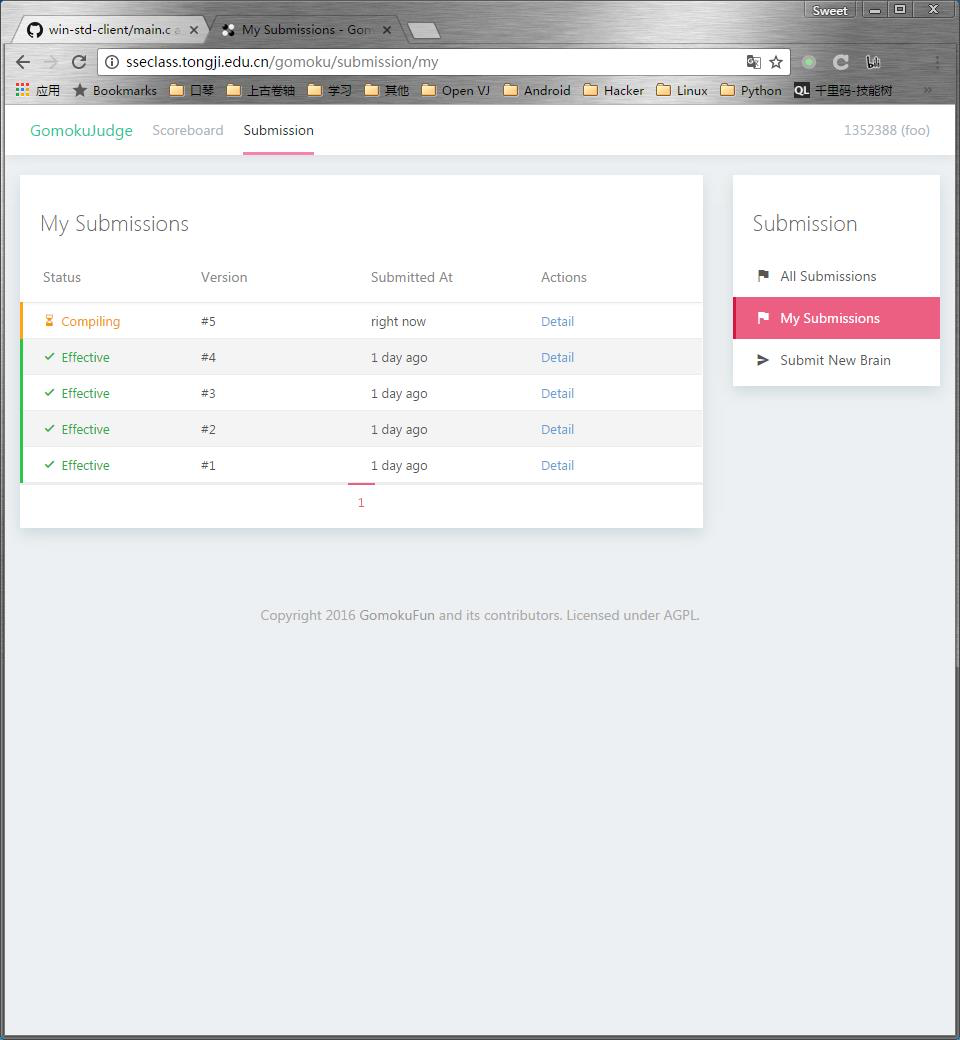 Sweet
win-std-client/main.c a
My Submissions - Gom
sseclass.tongji.edu.cn/gomoku/submission/my
应用 Bookmarks 口琴 上古卷轴 学习 其他 Open VJ Android Hacker Linux Python QL 千里码-技能树 »
GomokuJudge Scoreboard Submission 1352388 (foo)
My Submissions
Status Version Submitted At Actions
Compiling #5 right now Detail
Effective #4 1 day ago Detail
Effective #3 1 day ago Detail
Effective #2 1 day ago Detail
Effective #1 1 day ago Detail
1
Submission
All Submissions
My Submissions
Submit New Brain
Copyright 2016 GomokuFun and its contributors. Licensed under AGPL.